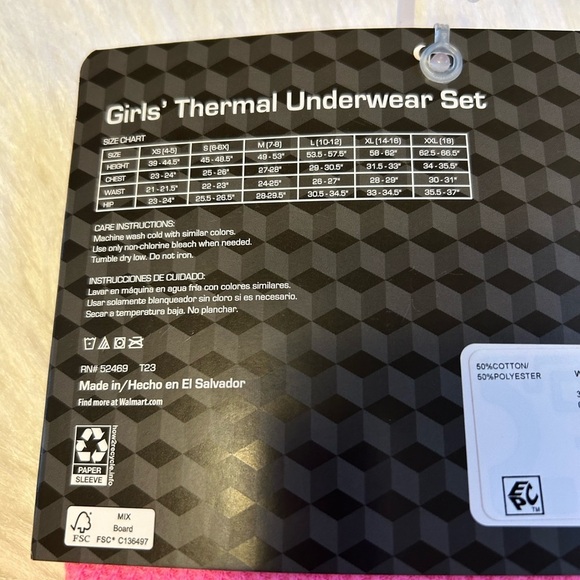 Girls' Thermal Underwear Set
SIZE CHART
SIZE XS (4-5) S (6-6X) M (7-8) L (10-12) XL (14-16) XXL (18)
HEIGHT 39 - 44.5" 45 - 48.5" 49 - 53" 53.5 - 57.5" 58 - 62" 62.5 - 66.5"
CHEST 23 - 24" 25 - 26" 27-28" 29 - 30.5" 31.5 - 33" 34 - 35.5"
WAIST 21 - 21.5" 22 - 23" 24-25" 26 - 27" 28 - 29" 30 - 31"
HIP 23 - 24" 25.5 - 26.5" 28-29.5" 30.5 - 34.5" 33 - 34.5" 35.5 - 37"
CARE INSTRUCTIONS:
Machine wash cold with similar colors.
Use only non-chlorine bleach when needed.
Tumble dry low. Do not iron.
INSTRUCCIONES DE CUIDADO:
Lavar en máquina en agua fría con colores similares.
Usar solamente blanqueador sin cloro si es necesario.
Secar a temperatura baja. No planchar.
RN# 52469 T23
Made in/Hecho en El Salvador
Find more at Walmart.com
how2recycle.info
PAPER
SLEEVE
MIX
Board
FSC FSC® C136497
50%COTTON/
50%POLYESTER
EPC
TM